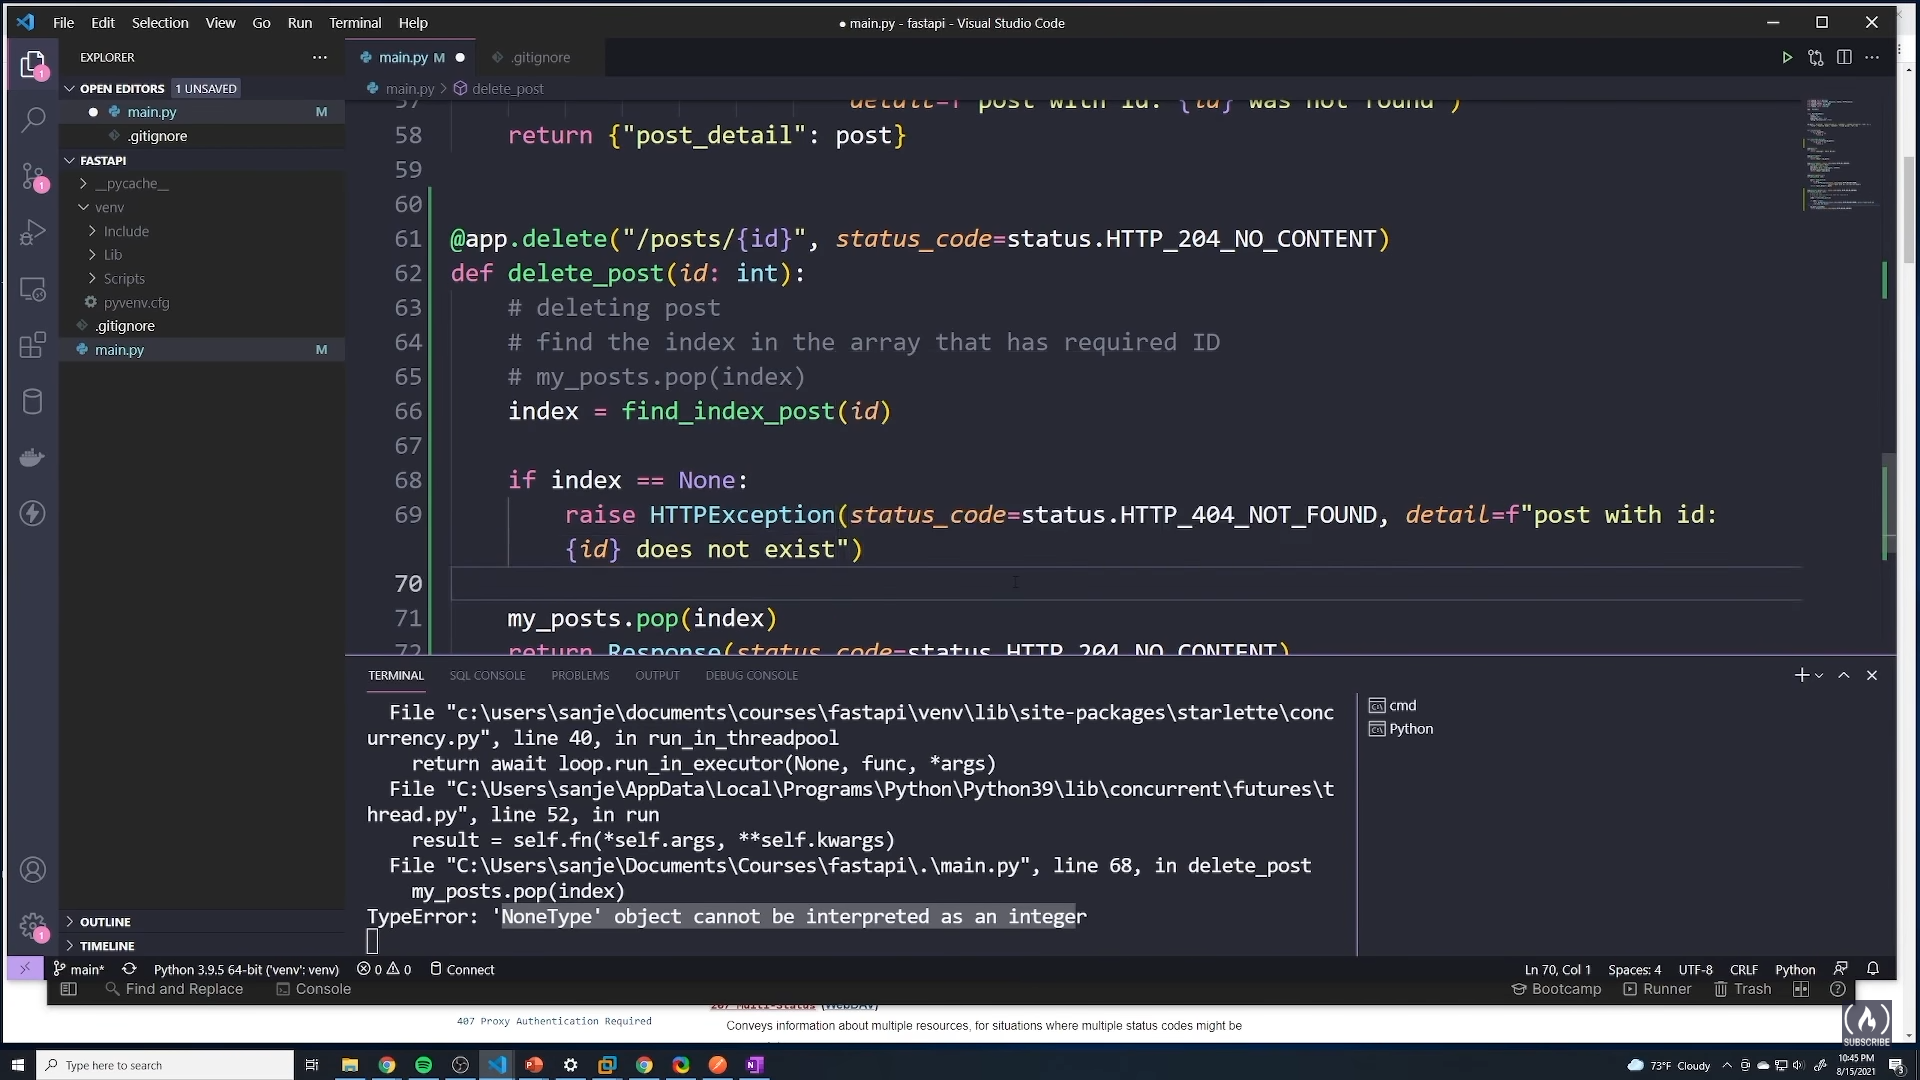 File Edit Selection View Go Run Terminal Help
● main.py - fastapi - Visual Studio Code
EXPLORER
main.py M
.gitignore
OPEN EDITORS 1 UNSAVED
main.py M
.gitignore
FASTAPI
__pycache__
venv
Include
Lib
Scripts
pyvenv.cfg
.gitignore
main.py M
OUTLINE
TIMELINE
main.py > delete_post
57 detail=f"post with id: {id} was not found")
58 return {"post_detail": post}
59
60
61 @app.delete("/posts/{id}", status_code=status.HTTP_204_NO_CONTENT)
62 def delete_post(id: int):
63 # deleting post
64 # find the index in the array that has required ID
65 # my_posts.pop(index)
66 index = find_index_post(id)
67
68 if index == None:
69 raise HTTPException(status_code=status.HTTP_404_NOT_FOUND, detail=f"post with id:
{id} does not exist")
70
71 my_posts.pop(index)
72 return Response(status_code=status.HTTP_204_NO_CONTENT)
TERMINAL SQL CONSOLE PROBLEMS OUTPUT DEBUG CONSOLE
File "c:\users\sanje\documents\courses\fastapi\venv\lib\site-packages\starlette\conc
urrency.py", line 40, in run_in_threadpool
return await loop.run_in_executor(None, func, *args)
File "C:\Users\sanje\AppData\Local\Programs\Python\Python39\lib\concurrent\futures\t
hread.py", line 52, in run
result = self.fn(*self.args, **self.kwargs)
File "C:\Users\sanje\Documents\Courses\fastapi\.\main.py", line 68, in delete_post
my_posts.pop(index)
TypeError: 'NoneType' object cannot be interpreted as an integer
cmd
Python
main* Python 3.9.5 64-bit ('venv': venv) 0 0 Connect
Ln 70, Col 1 Spaces: 4 UTF-8 CRLF Python
Find and Replace Console
Bootcamp Runner Trash
207 Multi-Status (WebDAV)
407 Proxy Authentication Required
Conveys information about multiple resources, for situations where multiple status codes might be
SUBSCRIBE
Type here to search
73°F Cloudy
10:45 PM
8/15/2021
3